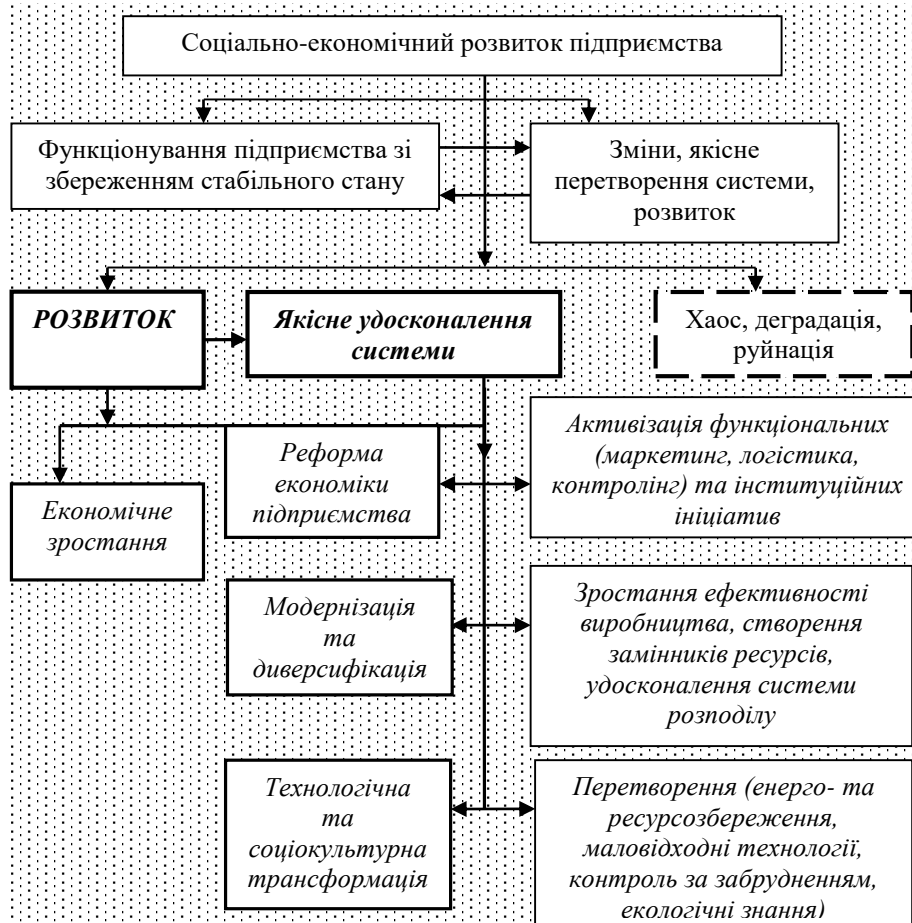 Соціально-економічний розвиток підприємства
Функціонування підприємства зі
збереженням стабільного стану
Зміни, якісне
перетворення системи,
розвиток
РОЗВИТОК
Якісне удосконалення
системи
Хаос, деградація,
руйнація
Економічне
зростання
Реформа
економіки
підприємства
Активізація функціональних
(маркетинг, логістика,
контролінг) та інституційних
ініціатив
Модернізація
та
диверсифікація
Зростання ефективності
виробництва, створення
замінників ресурсів,
удосконалення системи
розподілу
Технологічна
та
соціокультурна
трансформація
Перетворення (енерго- та
ресурсозбереження,
маловідходні технології,
контроль за забрудненням,
екологічні знання)